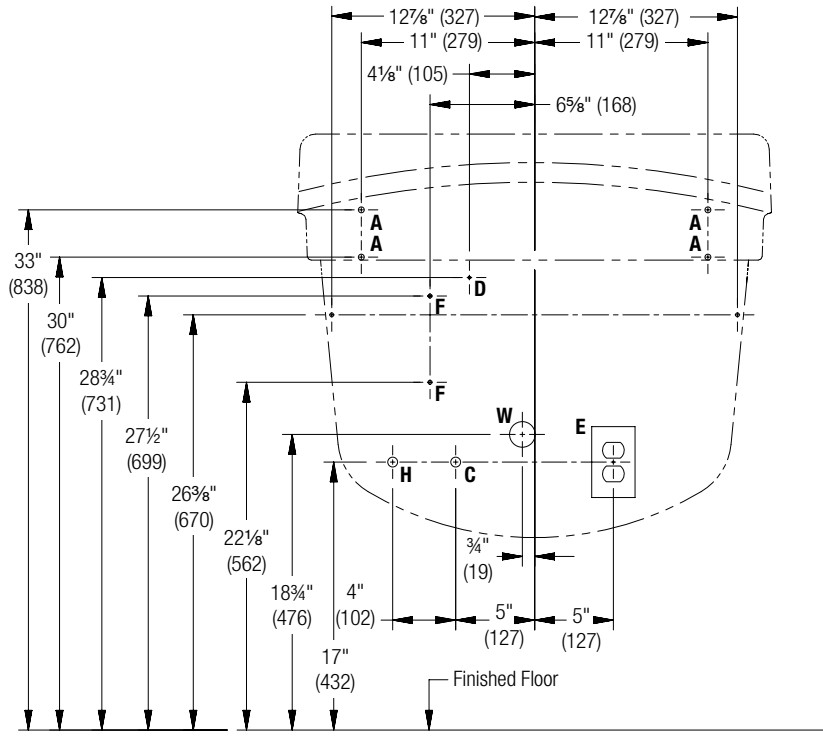 12⅞" (327) 12⅞" (327)
11" (279) 11" (279)
4⅛" (105)
6⅝" (168)
A A
A A
33"
(838)
D
30"
(762)
F
28¾"
(731)
F
27½"
(699)
W E
26⅜"
(670)
H C
22⅛"
(562)
¾"
(19)
18¾"
(476)
4"
(102)
5"
(127)
5"
(127)
17"
(432)
Finished Floor